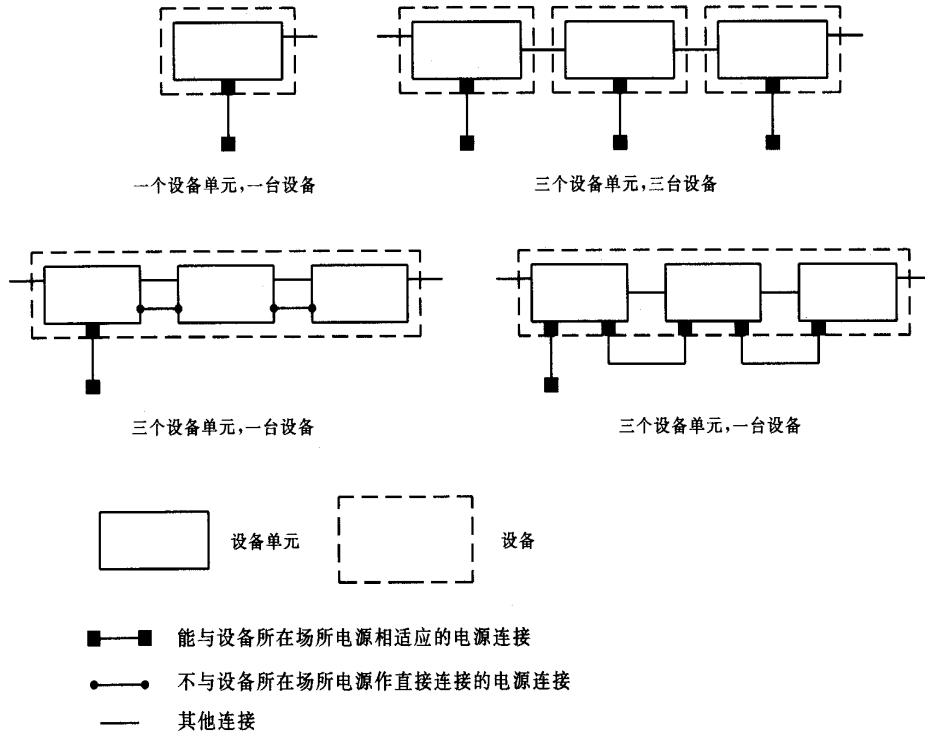 一个设备单元,一台设备
三个设备单元,三台设备
三个设备单元,一台设备
三个设备单元,一台设备
设备单元
设备
能与设备所在场所电源相适应的电源连接
不与设备所在场所电源作直接连接的电源连接
其他连接